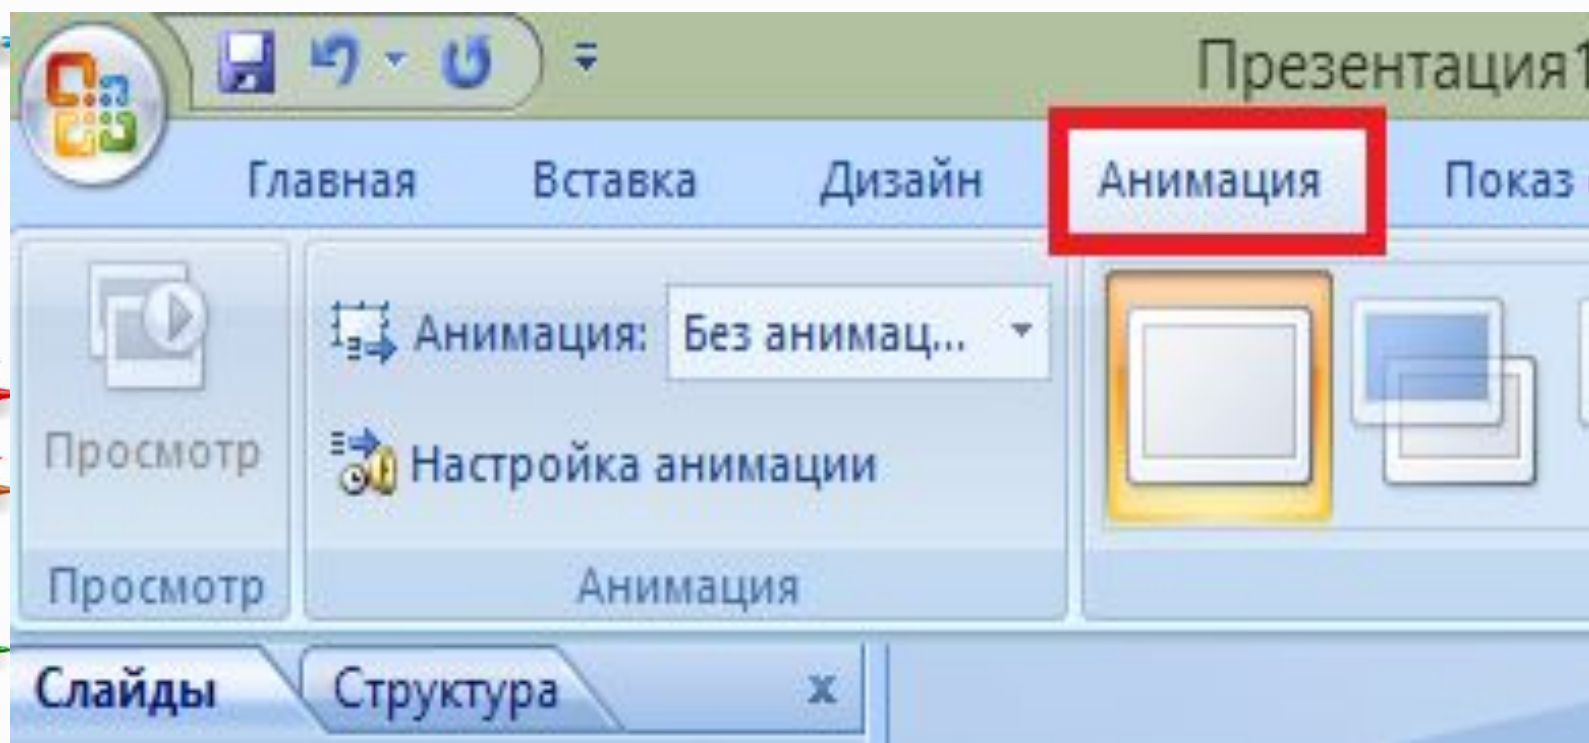 Презентация1
Главная Вставка Дизайн Анимация Показ
Анимация: Без анимац...
Просмотр Настройка анимации
Просмотр Анимация
Слайды Структура x